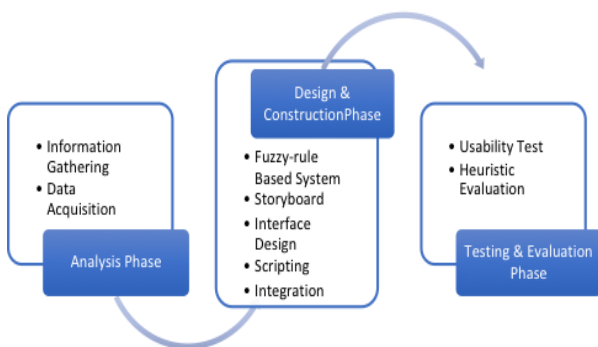 • Information
Gathering
• Data
Acquisition
Analysis Phase
Design &
ConstructionPhase
• Fuzzy-rule
Based System
• Storyboard
• Interface
Design
• Scripting
• Integration
• Usability Test
• Heuristic
Evaluation
Testing & Evaluation
Phase